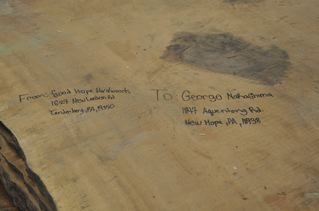 From: Good Hope Hardwoods
1627 New London Rd
Landenberg, PA, 19350
To: George Nakashima
1847 Aquetong Rd.
New Hope, PA, 18938